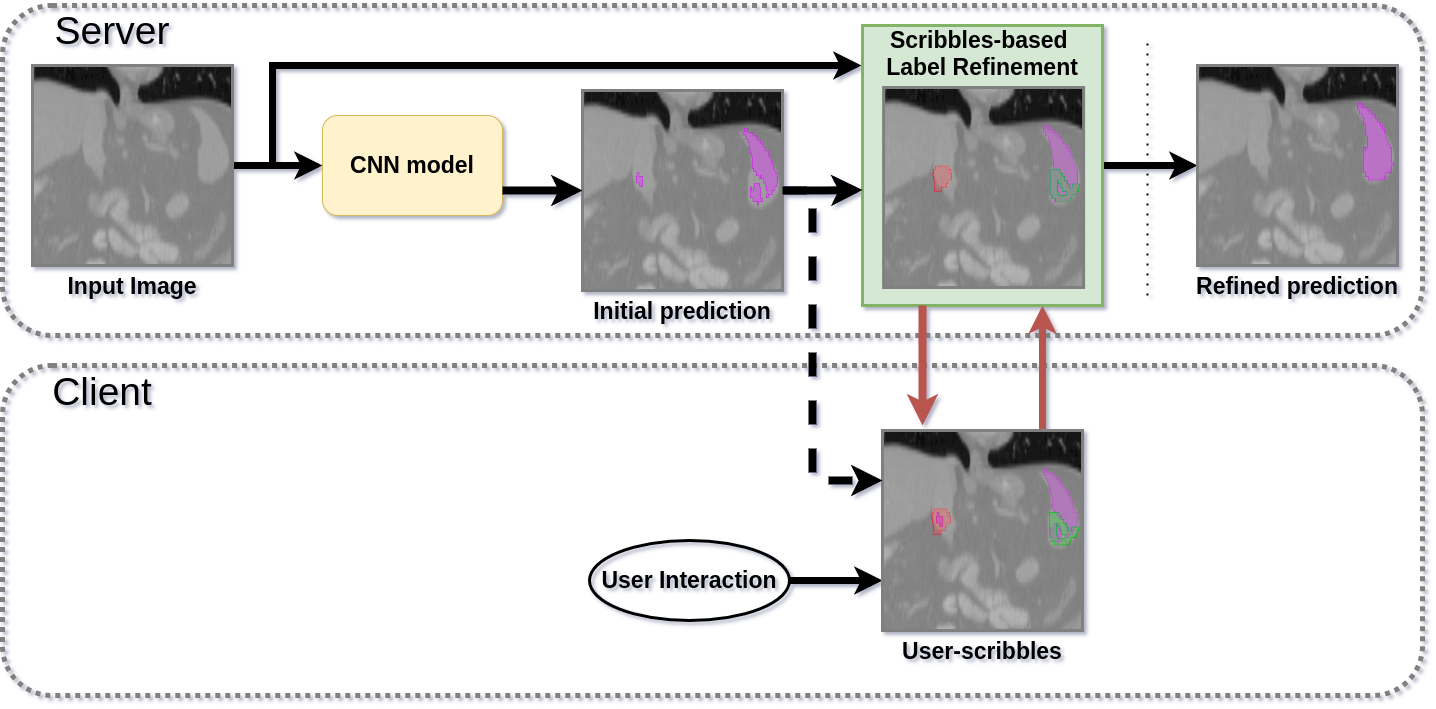 Server
Scribbles-based
Label Refinement
CNN model
Input Image
Initial prediction
Refined prediction
Client
User Interaction
User-scribbles